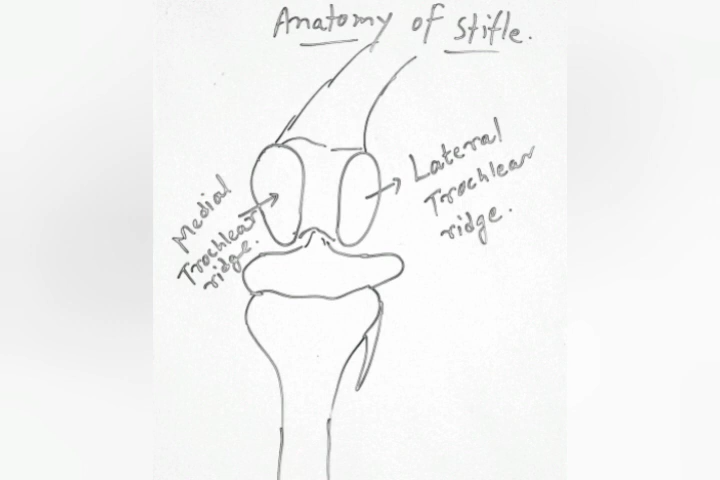 Anatomy of Stifle.
Medial
Trochlear
ridge.
Lateral
Trochlear
ridge.